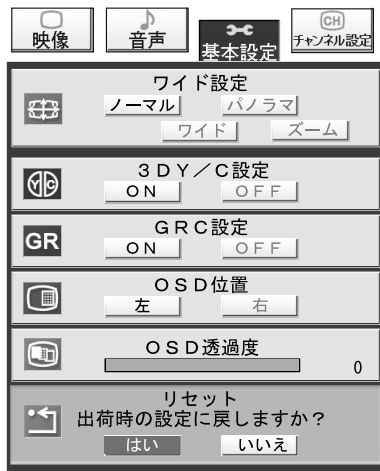 映像 音声 基本設定 CH チャンネル設定
ワイド設定
ノーマル パノラマ
ワイド ズーム
YC 3DY／C設定
ON OFF
GR GRC設定
ON OFF
OSD位置
左 右
OSD透過度
0
リセット
出荷時の設定に戻しますか？
はい いいえ